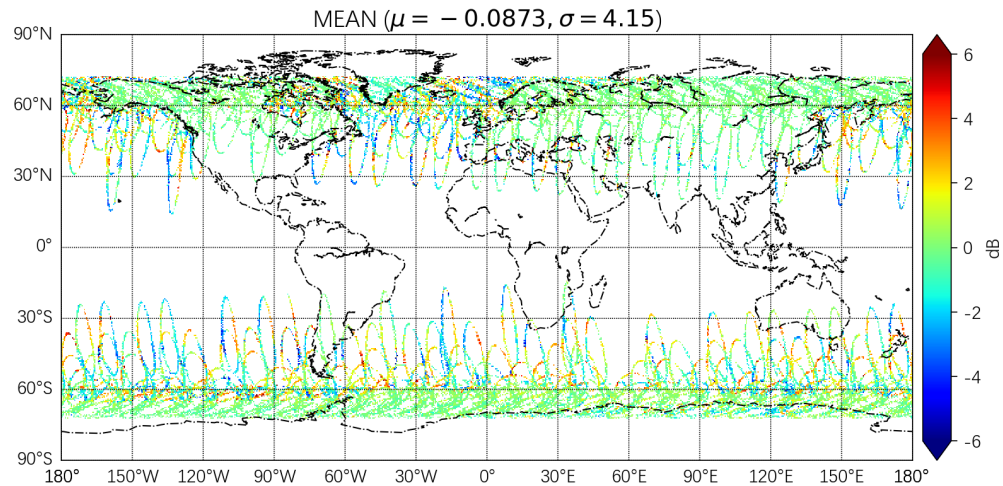 MEAN (μ = − 0.0873, σ = 4.15)
90°N
60°N
30°N
0°
30°S
60°S
90°S
180° 150°W 120°W 90°W 60°W 30°W 0° 30°E 60°E 90°E 120°E 150°E 180°
6
4
2
0
-2
-4
-6
dB